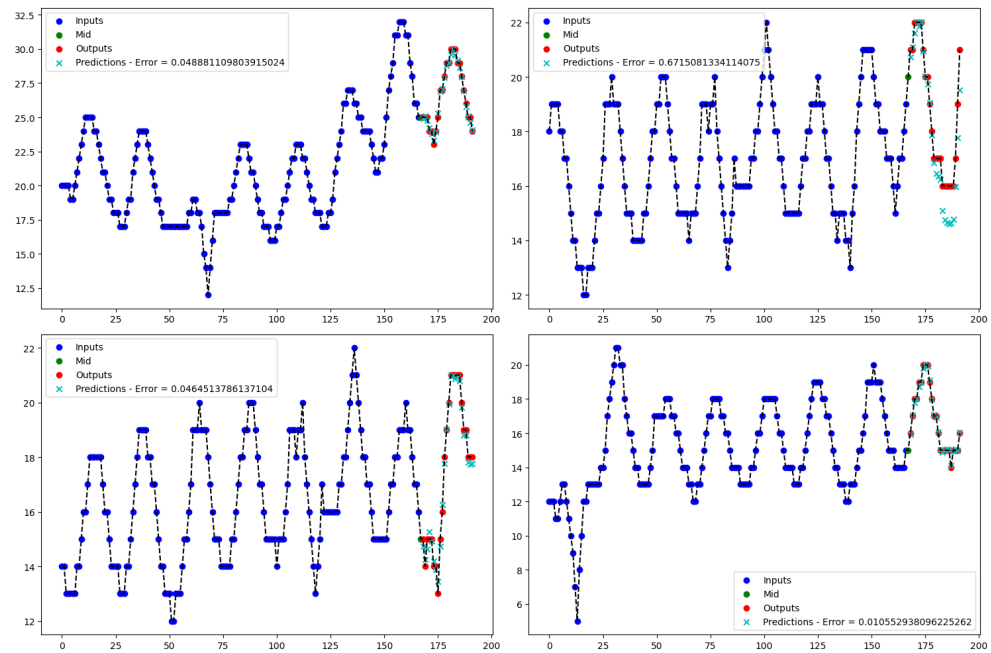 32.5
30.0
27.5
25.0
22.5
20.0
17.5
15.0
12.5
Inputs
Mid
Outputs
Predictions - Error = 0.048881109803915024
0 25 50 75 100 125 150 175 200
22
20
18
16
14
12
Inputs
Mid
Outputs
Predictions - Error = 0.6715081334114075
0 25 50 75 100 125 150 175 200
22
20
18
16
14
12
Inputs
Mid
Outputs
Predictions - Error = 0.0464513786137104
0 25 50 75 100 125 150 175 200
20
18
16
14
12
10
8
6
Inputs
Mid
Outputs
Predictions - Error = 0.010552938096225262
0 25 50 75 100 125 150 175 200